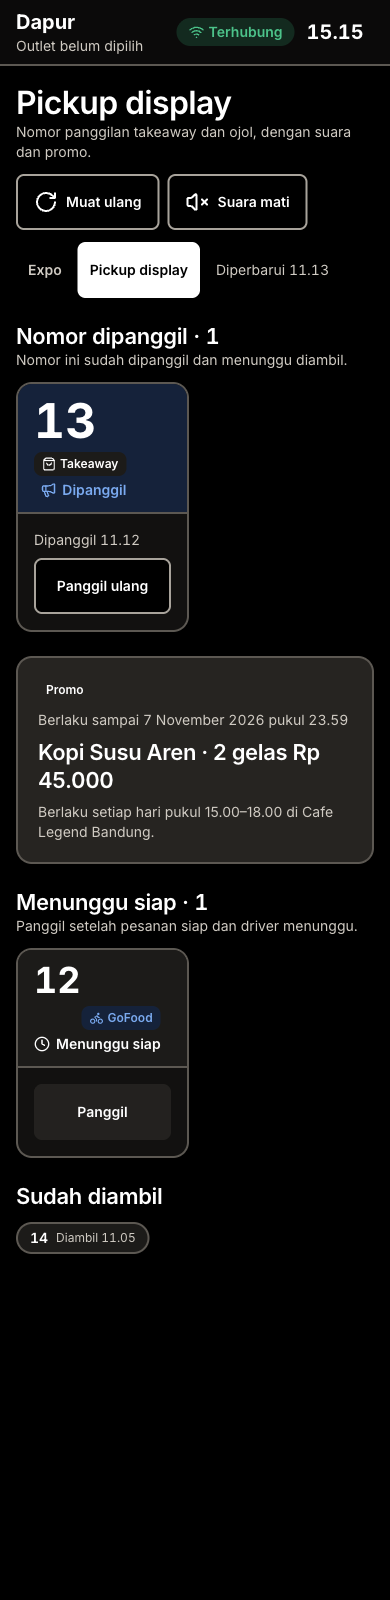 Dapur
Outlet belum dipilih
Terhubung
15.15
Pickup display
Nomor panggilan takeaway dan ojol, dengan suara
dan promo.
Muat ulang
Suara mati
Expo
Pickup display
Diperbarui 11.13
Nomor dipanggil · 1
Nomor ini sudah dipanggil dan menunggu diambil.
13
Takeaway
Dipanggil
Dipanggil 11.12
Panggil ulang
Promo
Berlaku sampai 7 November 2026 pukul 23.59
Kopi Susu Aren · 2 gelas Rp
45.000
Berlaku setiap hari pukul 15.00–18.00 di Cafe
Legend Bandung.
Menunggu siap · 1
Panggil setelah pesanan siap dan driver menunggu.
12
GoFood
Menunggu siap
Panggil
Sudah diambil
14 Diambil 11.05